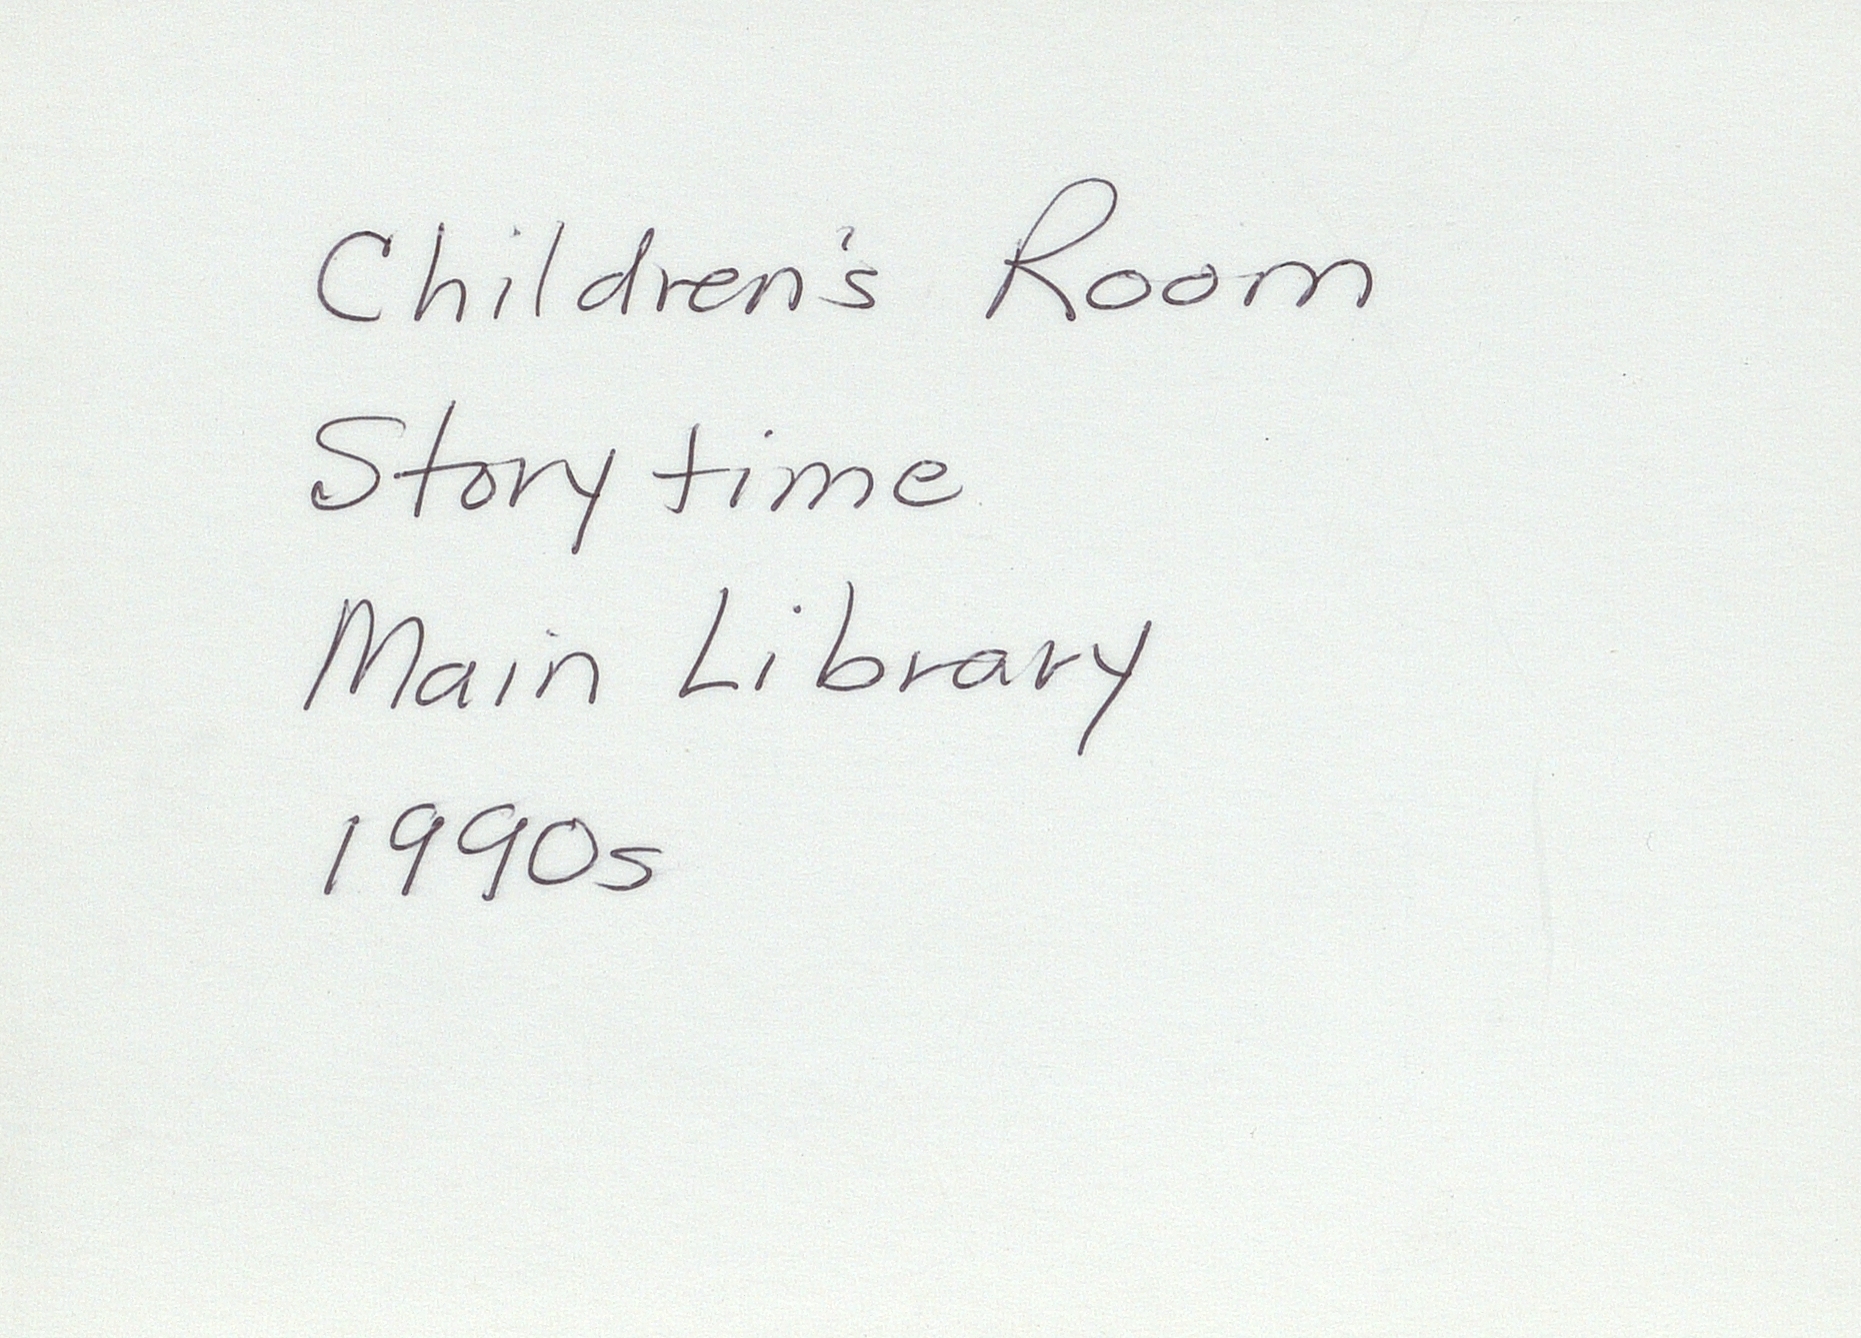 Children's Room
Storytime
Main Library
1990s